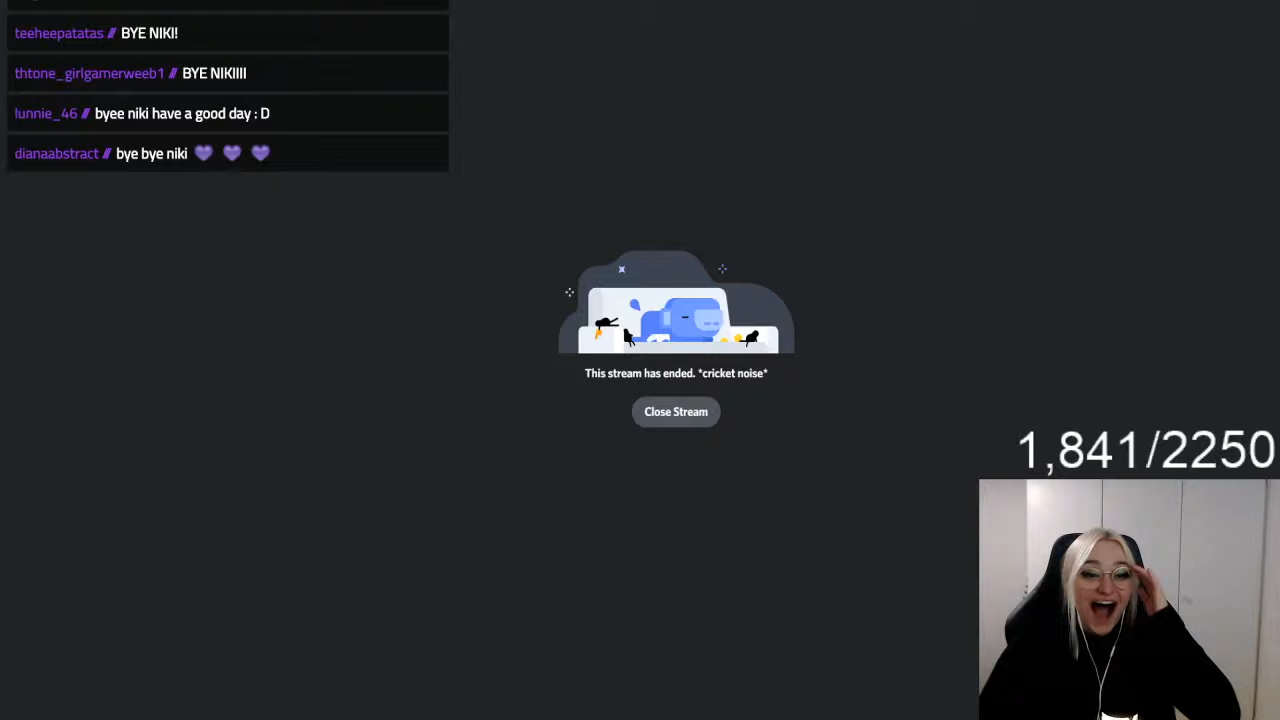 teeheepatatas // BYE NIKI!
thtone_girlgamerweeb1 // BYE NIKIIII
lunnie_46 // byee niki have a good day : D
dianaabstract // bye bye niki 💜 💜 💜
This stream has ended. *cricket noise*
Close Stream
1,841/2250